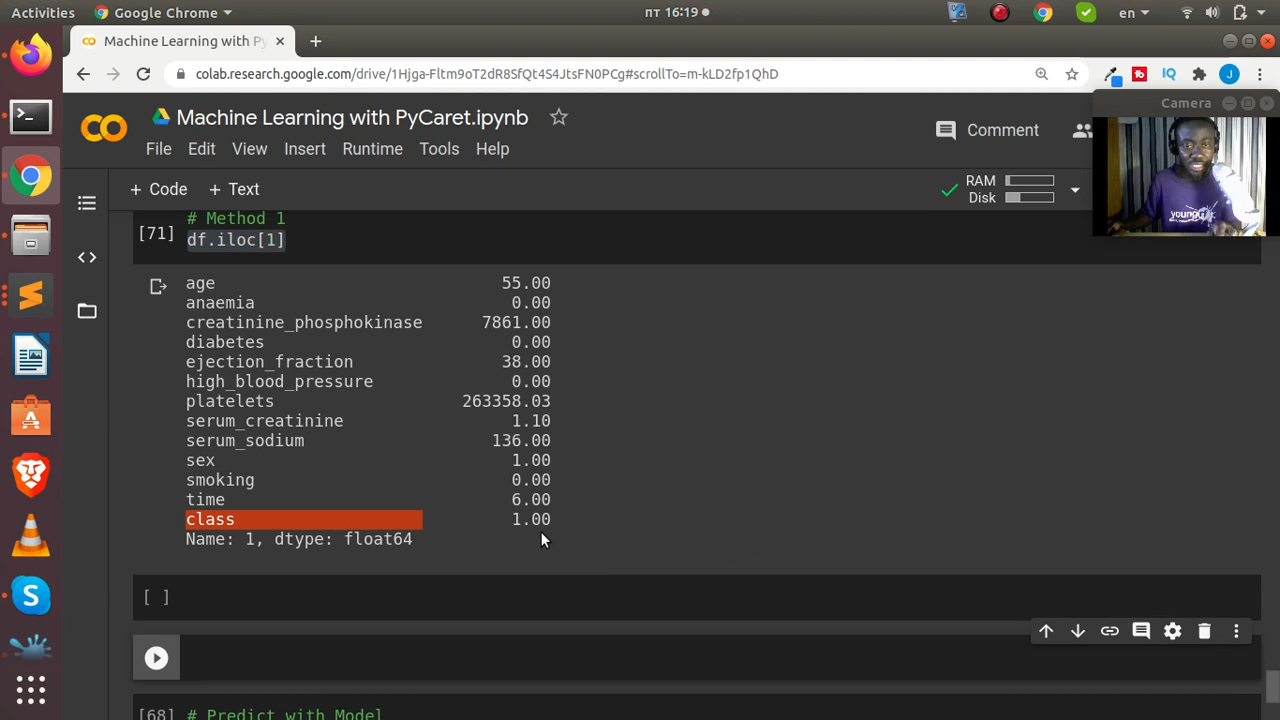 Activities
Google Chrome
пт 16:19
en
Machine Learning with Py
colab.research.google.com/drive/1Hjga-Fltm9oT2dR8SfQt4S4JtsFN0PCg#scrollTo=m-kLD2fp1QhD
IQ
J
Camera
Machine Learning with PyCaret.ipynb
Comment
File Edit View Insert Runtime Tools Help
+ Code + Text
RAM
Disk
# Method 1
[71] df.iloc[1]
age 55.00
anaemia 0.00
creatinine_phosphokinase 7861.00
diabetes 0.00
ejection_fraction 38.00
high_blood_pressure 0.00
platelets 263358.03
serum_creatinine 1.10
serum_sodium 136.00
sex 1.00
smoking 0.00
time 6.00
class 1.00
Name: 1, dtype: float64
[ ]
[68] # Predict with Model